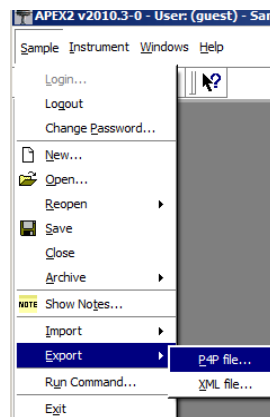 APEX2 v2010.3-0 - User: (guest) - Sam
Sample Instrument Windows Help
Login...
Logout
Change Password...
New...
Open...
Reopen
Save
Close
Archive
NOTE Show Notes...
Import
Export
P4P file...
Run Command...
XML file...
Exit